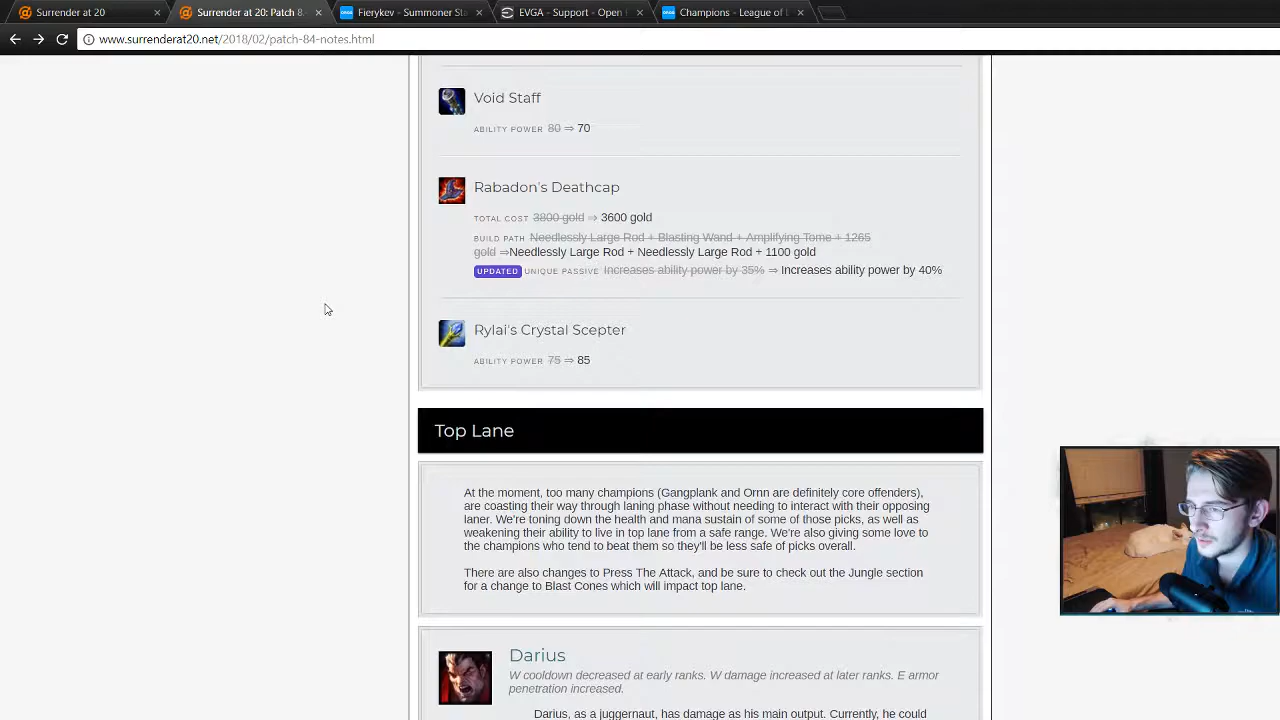 Surrender at 20
Surrender at 20: Patch 8.
Fierykev - Summoner Sta
EVGA - Support - Open
Champions - League of L
www.surrenderat20.net/2018/02/patch-84-notes.html
Void Staff
ABILITY POWER 80 ⇒ 70
Rabadon's Deathcap
TOTAL COST 3800 gold ⇒ 3600 gold
BUILD PATH Needlessly Large Rod + Blasting Wand + Amplifying Tome + 1265
gold ⇒Needlessly Large Rod + Needlessly Large Rod + 1100 gold
UPDATED UNIQUE PASSIVE Increases ability power by 35% ⇒ Increases ability power by 40%
Rylai's Crystal Scepter
ABILITY POWER 75 ⇒ 85
Top Lane
At the moment, too many champions (Gangplank and Ornn are definitely core offenders),
are coasting their way through laning phase without needing to interact with their opposing
laner. We're toning down the health and mana sustain of some of those picks, as well as
weakening their ability to live in top lane from a safe range. We're also giving some love to
the champions who tend to beat them so they'll be less safe of picks overall.
There are also changes to Press The Attack, and be sure to check out the Jungle section
for a change to Blast Cones which will impact top lane.
Darius
W cooldown decreased at early ranks. W damage increased at later ranks. E armor
penetration increased.
Darius, as a juggernaut, has damage as his main output. Currently, he could